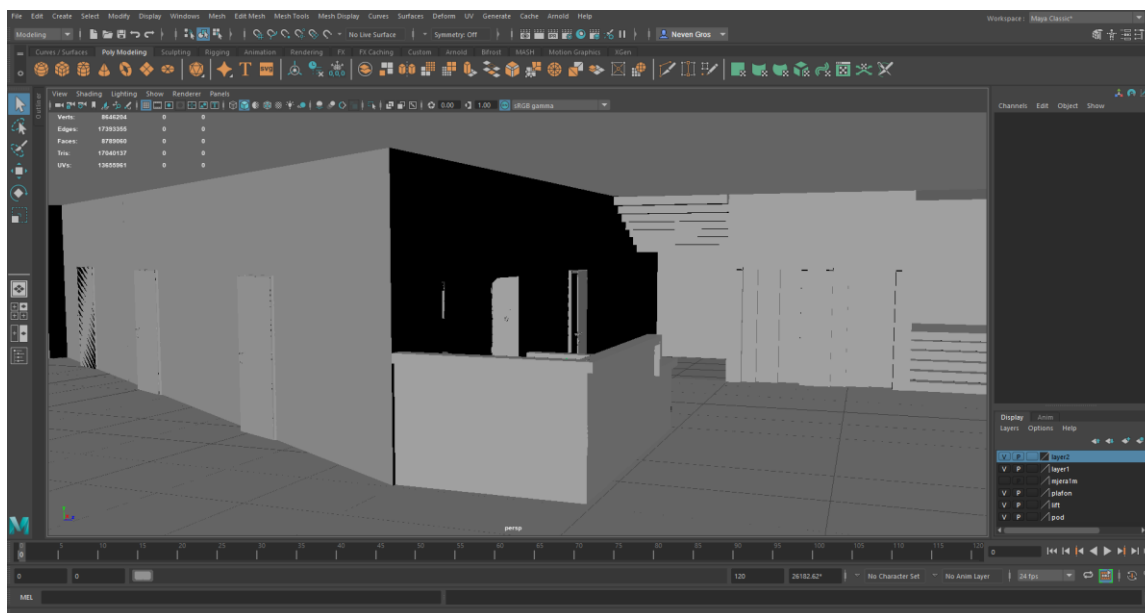 File Edit Create Select Modify Display Windows Mesh Edit Mesh Mesh Tools Mesh Display Curves Surfaces Deform UV Generate Cache Arnold Help
Workspace : Maya Classic*
Modeling No Live Surface Symmetry: Off Neven Gros
Curves / Surfaces Poly Modeling Sculpting Rigging Animation Rendering FX FX Caching Custom Arnold Bifrost MASH Motion Graphics XGen
SVG
Outliner
View Shading Lighting Show Renderer Panels
0.00 1.00 sRGB gamma
Channels Edit Object Show
Verts: 8646204 0 0
Edges: 17393355 0 0
Faces: 8789060 0 0
Tris: 17040137 0 0
UVs: 13655961 0 0
persp
Display Anim
Layers Options Help
V P layer2
V P layer1
mjera1m
V P plafon
V P lift
V P pod
0 5 10 15 20 25 30 35 40 45 50 55 60 65 70 75 80 85 90 95 100 105 110 115 120
0 0
0 0 120 26182.62* No Character Set No Anim Layer 24 fps
MEL